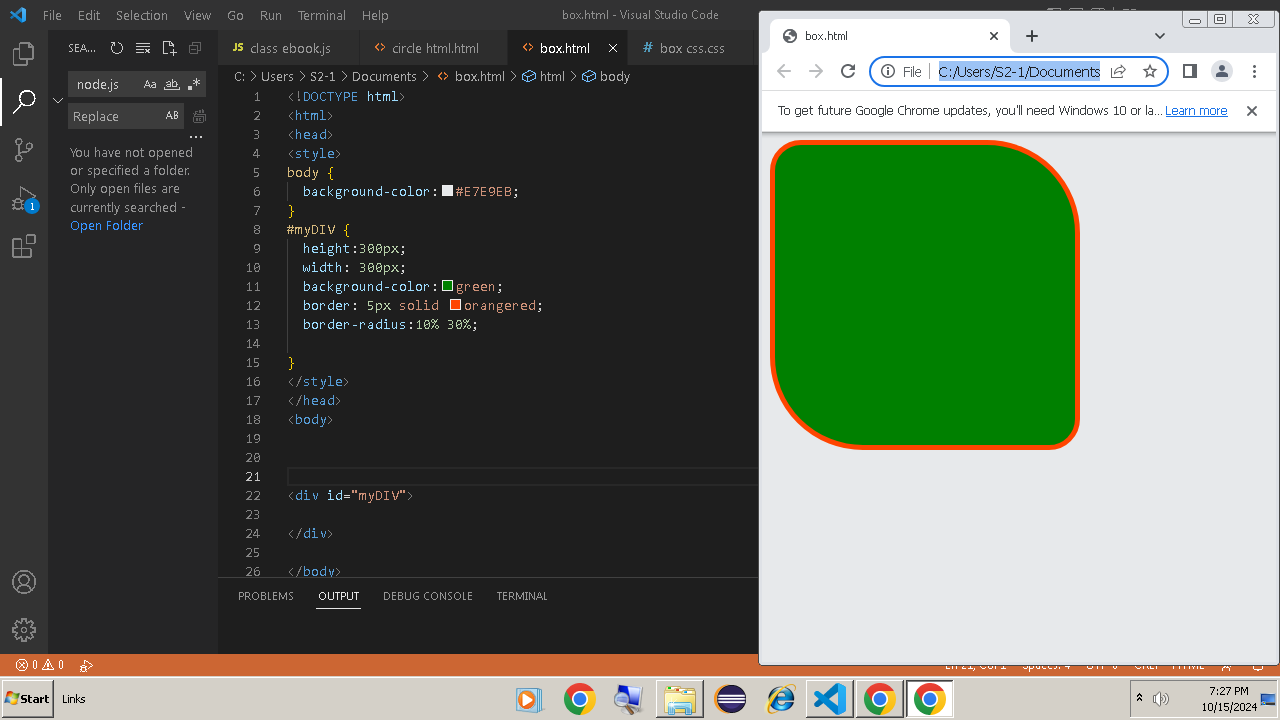 File Edit Selection View Go Run Terminal Help box.html - Visual Studio Code
SEA...
JS class ebook.js
<> circle html.html
<> box.html
# box css.css
C: > Users > S2-1 > Documents > <> box.html > html > body
node.js Aa ab
Replace AB
...
You have not opened
or specified a folder.
Only open files are
currently searched -
Open Folder
1
1 <!DOCTYPE html>
2 <html>
3 <head>
4 <style>
5 body {
6 background-color: #E7E9EB;
7 }
8 #myDIV {
9 height:300px;
10 width: 300px;
11 background-color: green;
12 border: 5px solid orangered;
13 border-radius:10% 30%;
14
15 }
16 </style>
17 </head>
18 <body>
19
20
21
22 <div id="myDIV">
23
24 </div>
25
26 </body>
PROBLEMS OUTPUT DEBUG CONSOLE TERMINAL
0 0
box.html
File C:/Users/S2-1/Documents
To get future Google Chrome updates, you'll need Windows 10 or la... Learn more
Start Links
7:27 PM
10/15/2024